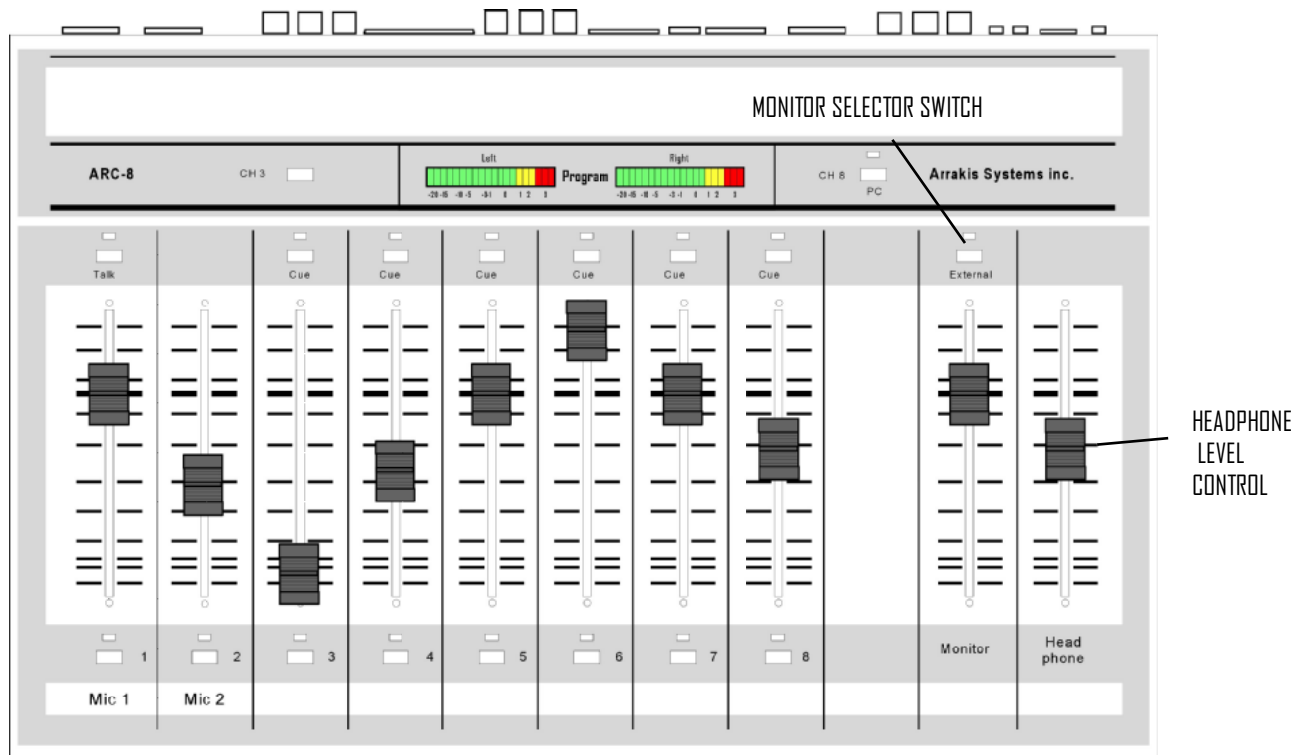 MONITOR SELECTOR SWITCH
Left
Right
ARC-8
CH 3
Program
CH 8
PC
Arrakis Systems inc.
Talk
Cue
Cue
Cue
Cue
Cue
Cue
External
HEADPHONE
LEVEL
CONTROL
1
2
3
4
5
6
7
8
Monitor
Head
phone
Mic 1
Mic 2